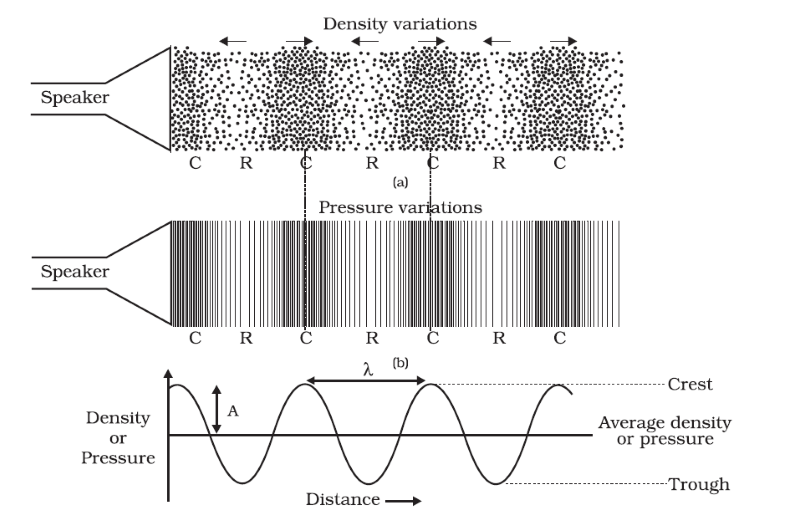 Density variations
Speaker
C R C R C R C
(a)
Pressure variations
Speaker
C R C R C R C
(b)
λ
Crest
A
Density
or
Pressure
Average density
or pressure
Trough
Distance